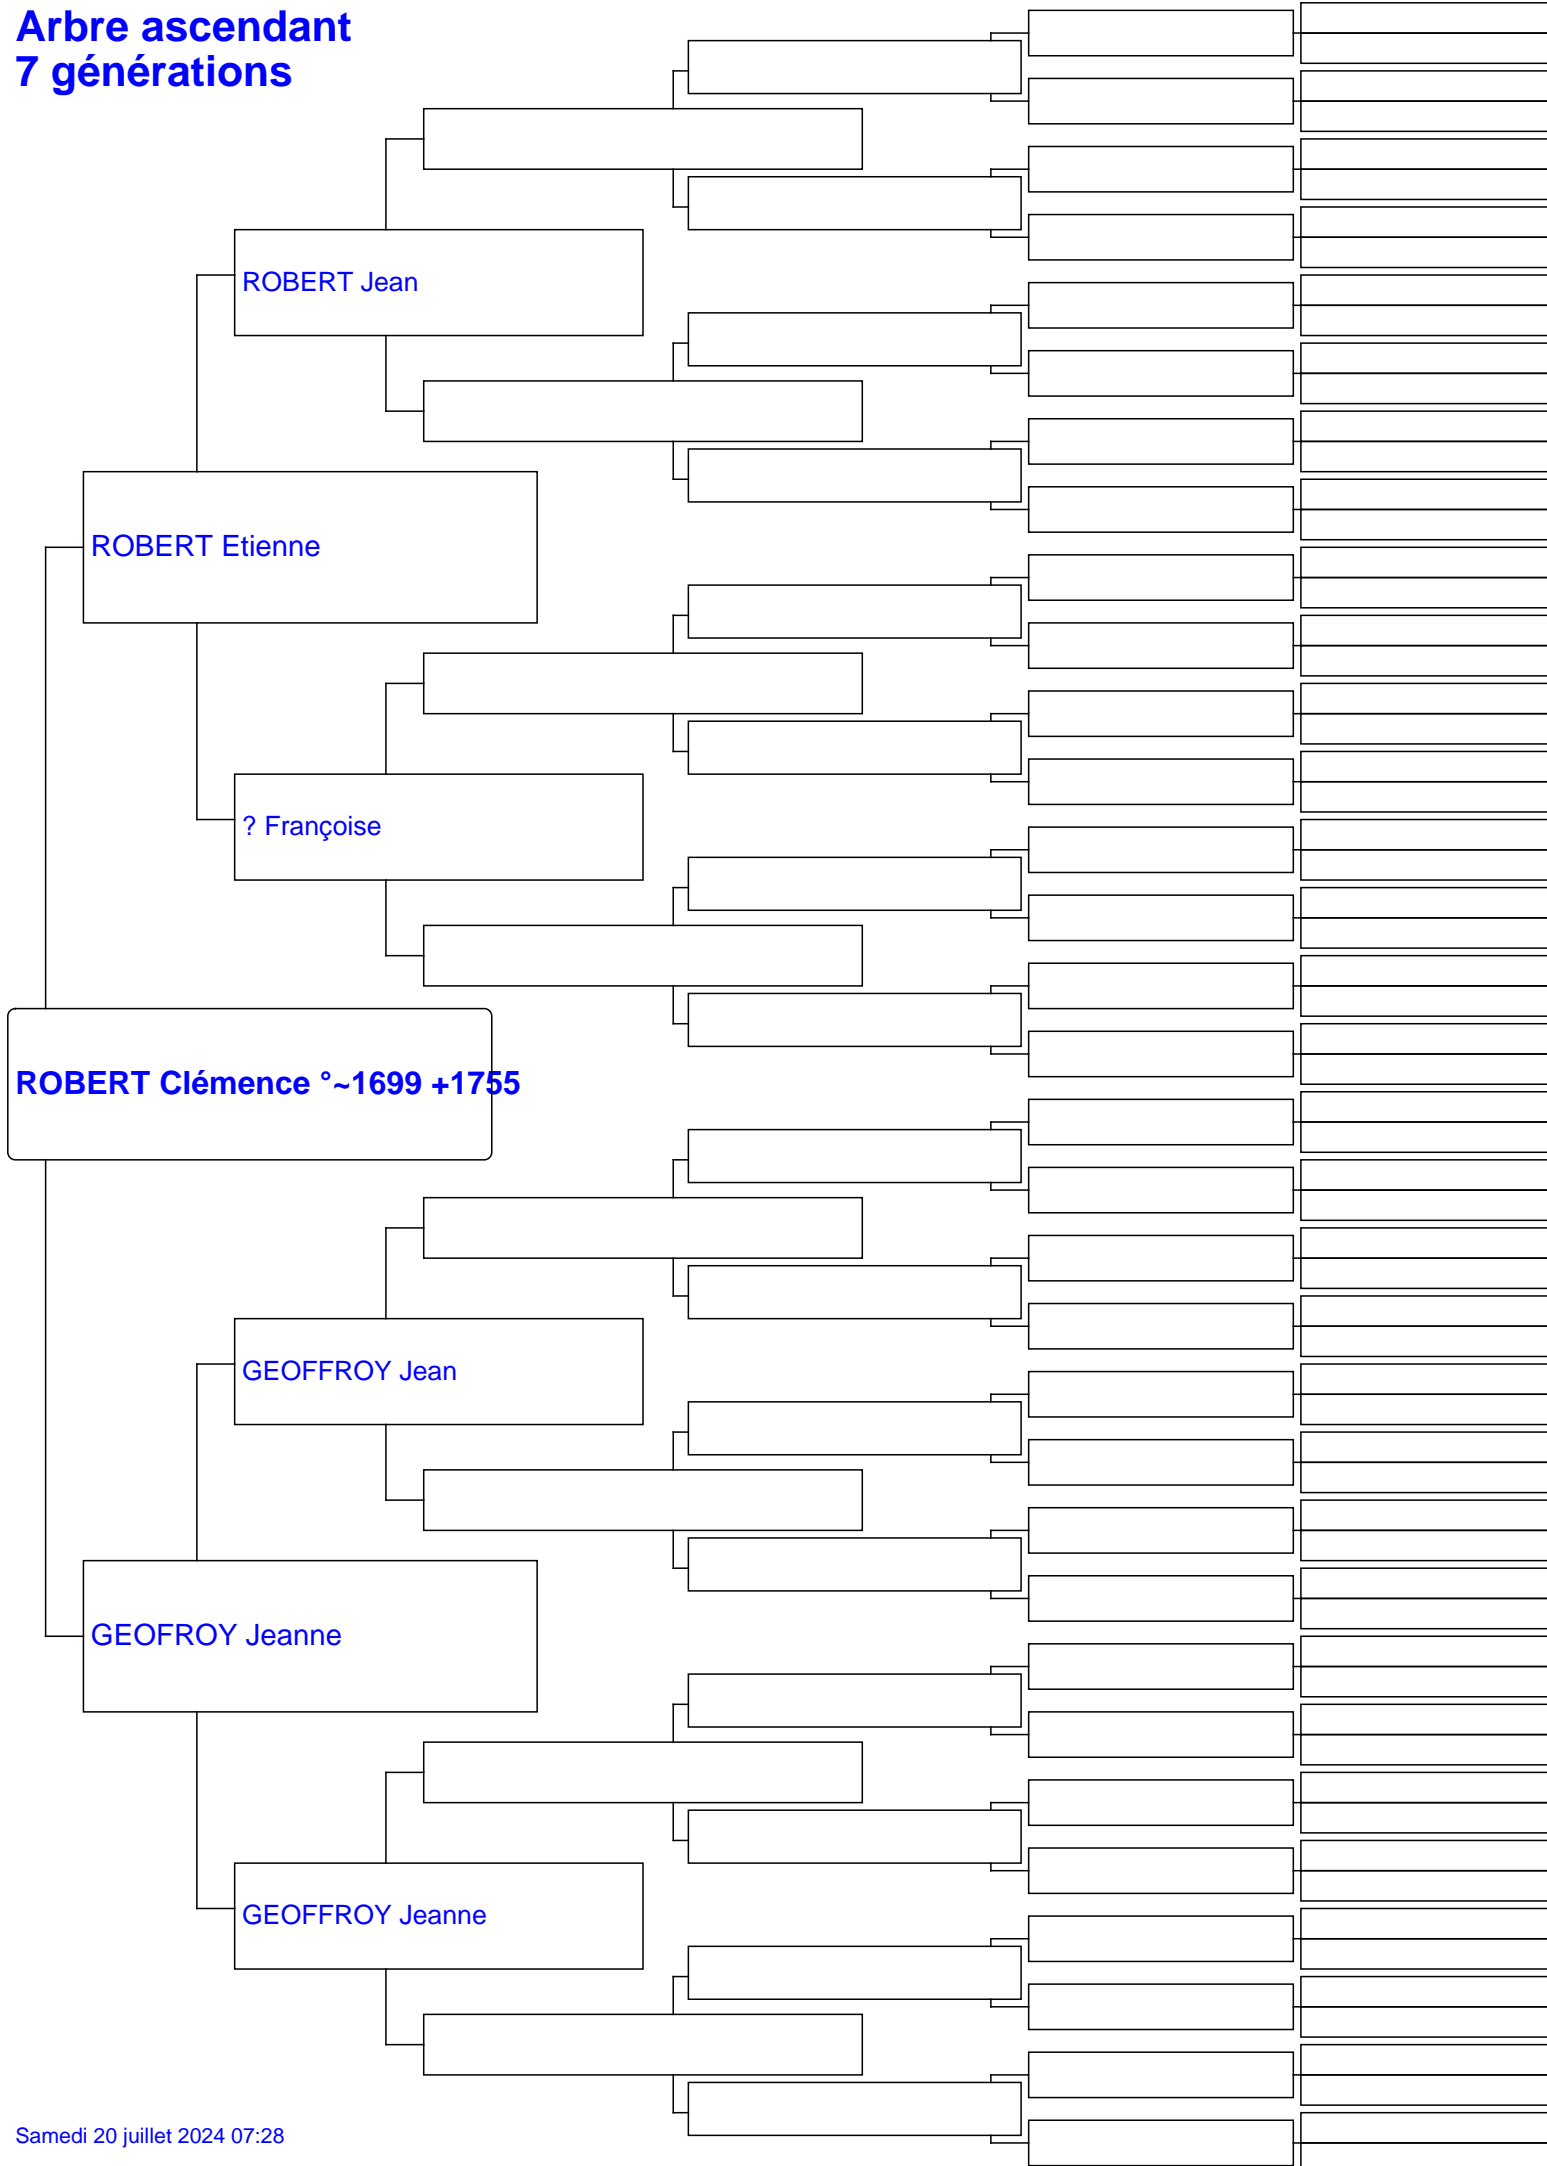 Arbre ascendant
7 générations
ROBERT Jean
ROBERT Etienne
? Françoise
ROBERT Clémence °~1699 +1755
GEOFFROY Jean
GEOFROY Jeanne
GEOFFROY Jeanne
Samedi 20 juillet 2024 07:28